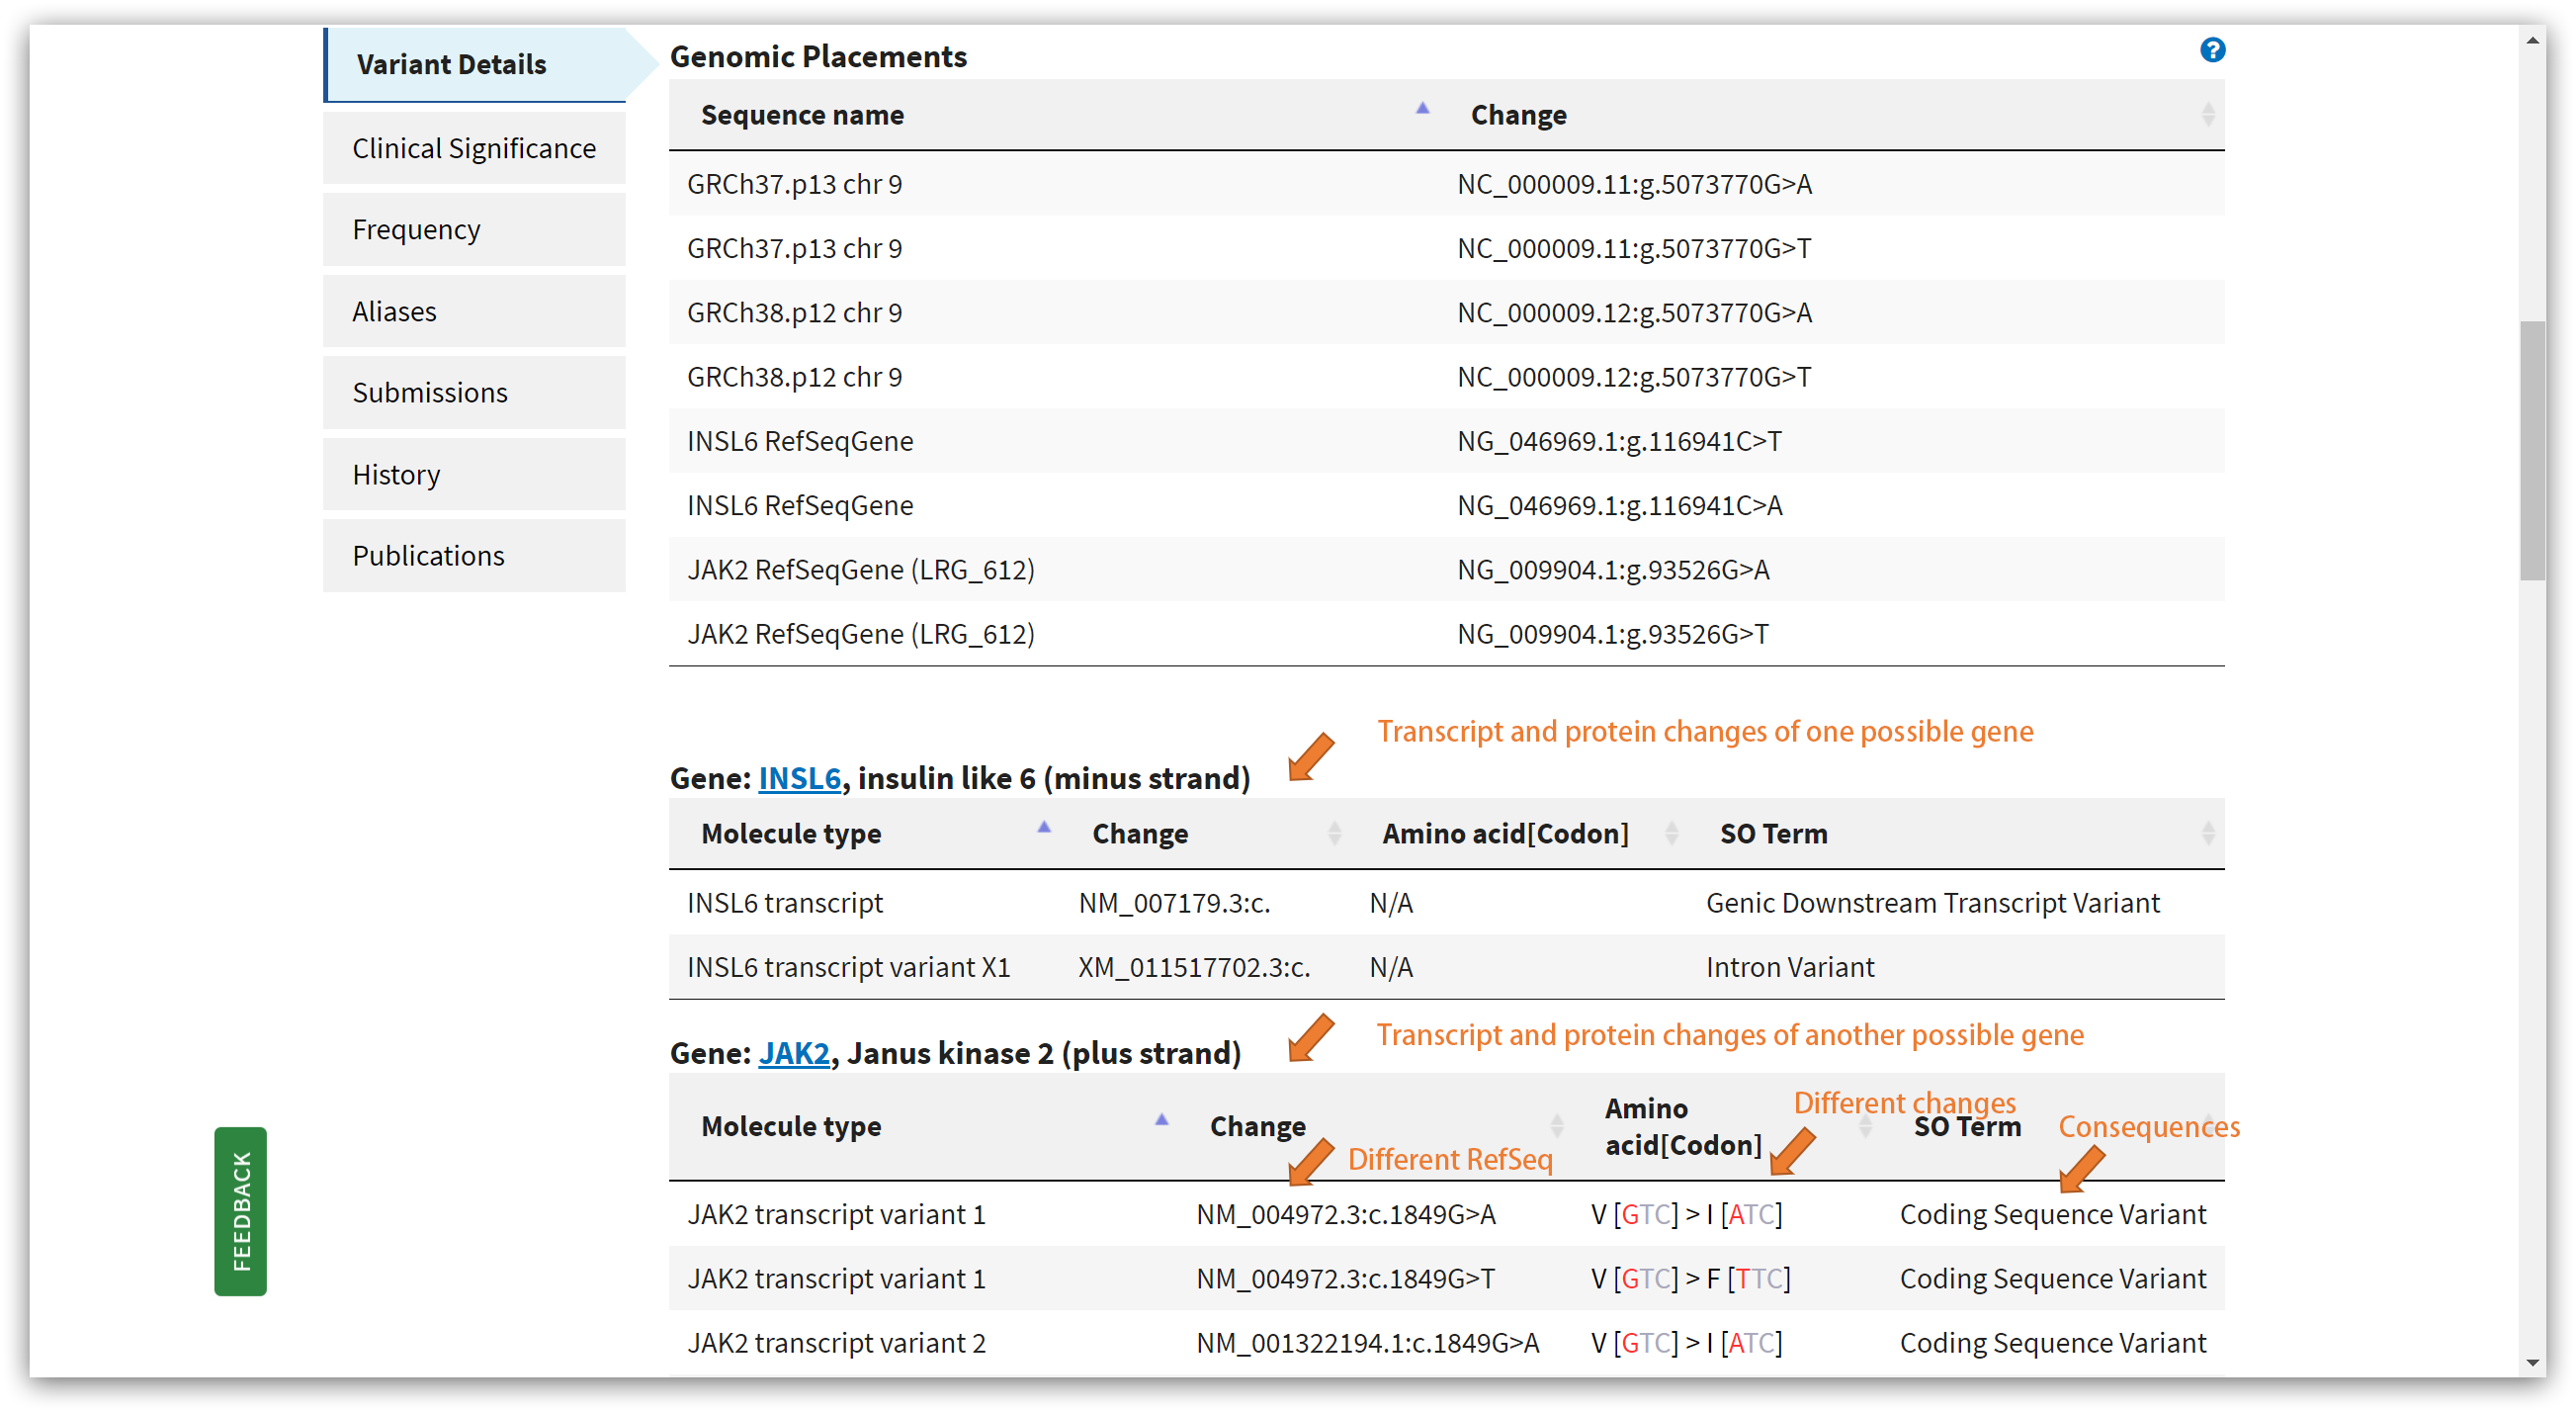 Variant Details
Clinical Significance
Frequency
Aliases
Submissions
History
Publications
FEEDBACK
Genomic Placements
?
Sequence name Change
GRCh37.p13 chr 9 NC_000009.11:g.5073770G>A
GRCh37.p13 chr 9 NC_000009.11:g.5073770G>T
GRCh38.p12 chr 9 NC_000009.12:g.5073770G>A
GRCh38.p12 chr 9 NC_000009.12:g.5073770G>T
INSL6 RefSeqGene NG_046969.1:g.116941C>T
INSL6 RefSeqGene NG_046969.1:g.116941C>A
JAK2 RefSeqGene (LRG_612) NG_009904.1:g.93526G>A
JAK2 RefSeqGene (LRG_612) NG_009904.1:g.93526G>T
Transcript and protein changes of one possible gene
Gene: INSL6, insulin like 6 (minus strand)
Molecule type Change Amino acid[Codon] SO Term
INSL6 transcript NM_007179.3:c. N/A Genic Downstream Transcript Variant
INSL6 transcript variant X1 XM_011517702.3:c. N/A Intron Variant
Transcript and protein changes of another possible gene
Gene: JAK2, Janus kinase 2 (plus strand)
Different changes
Molecule type Change Amino acid[Codon] SO Term Consequences
Different RefSeq
JAK2 transcript variant 1 NM_004972.3:c.1849G>A V [GTC] > I [ATC] Coding Sequence Variant
JAK2 transcript variant 1 NM_004972.3:c.1849G>T V [GTC] > F [TTC] Coding Sequence Variant
JAK2 transcript variant 2 NM_001322194.1:c.1849G>A V [GTC] > I [ATC] Coding Sequence Variant